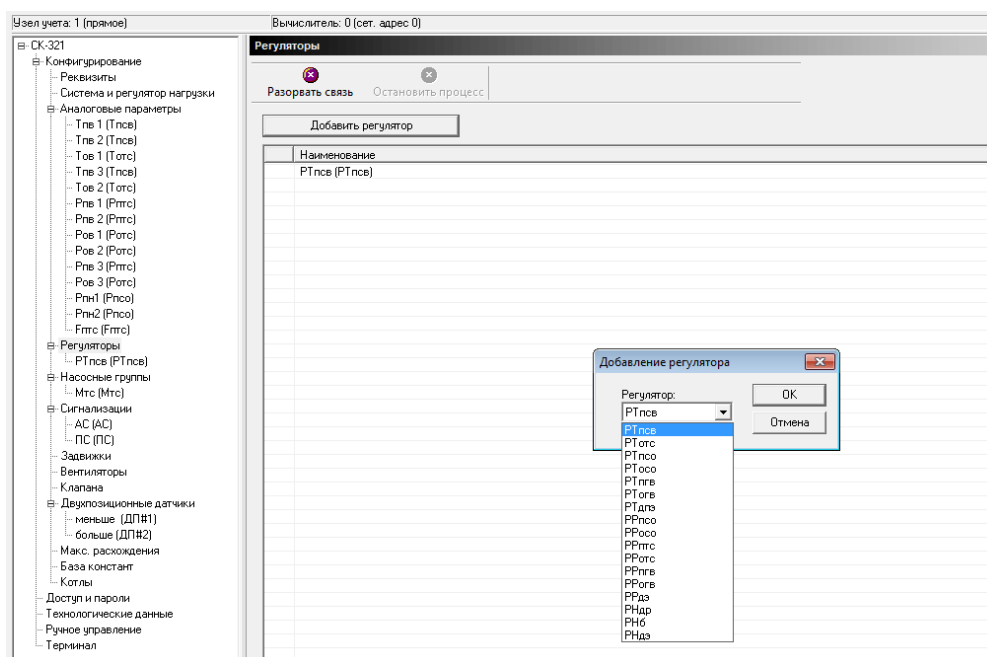 Узел учета: 1 (прямое)
Вычислитель: 0 (сет. адрес 0)
СК-321
Конфигурирование
Реквизиты
Система и регулятор нагрузки
Аналоговые параметры
Тпв 1 (Тпсв)
Тпв 2 (Тпсв)
Тов 1 (Тотс)
Тпв 3 (Тпсв)
Тов 2 (Тотс)
Рпв 1 (Рптс)
Рпв 2 (Рптс)
Ров 1 (Ротс)
Ров 2 (Ротс)
Рпв 3 (Рптс)
Ров 3 (Ротс)
Рпн1 (Рпсо)
Рпн2 (Рпсо)
Fптс (Fптс)
Регуляторы
РТпсв (РТпсв)
Насосные группы
Мтс (Мтс)
Сигнализации
АС (АС)
ПС (ПС)
Задвижки
Вентиляторы
Клапана
Двухпозиционные датчики
меньше (ДП#1)
больше (ДП#2)
Макс. расхождения
База констант
Котлы
Доступ и пароли
Технологические данные
Ручное управление
Терминал
Регуляторы
Разорвать связь
Остановить процесс
Добавить регулятор
Наименование
РТпсв (РТпсв)
Добавление регулятора
Регулятор:
РТпсв
OK
Отмена
РТпсв
РТотс
РТпсо
РТосо
РТпгв
РТогв
РТдпэ
РРпсо
РРосо
РРптс
РРотс
РРпгв
РРогв
РРдэ
РНдр
РНб
РНдэ